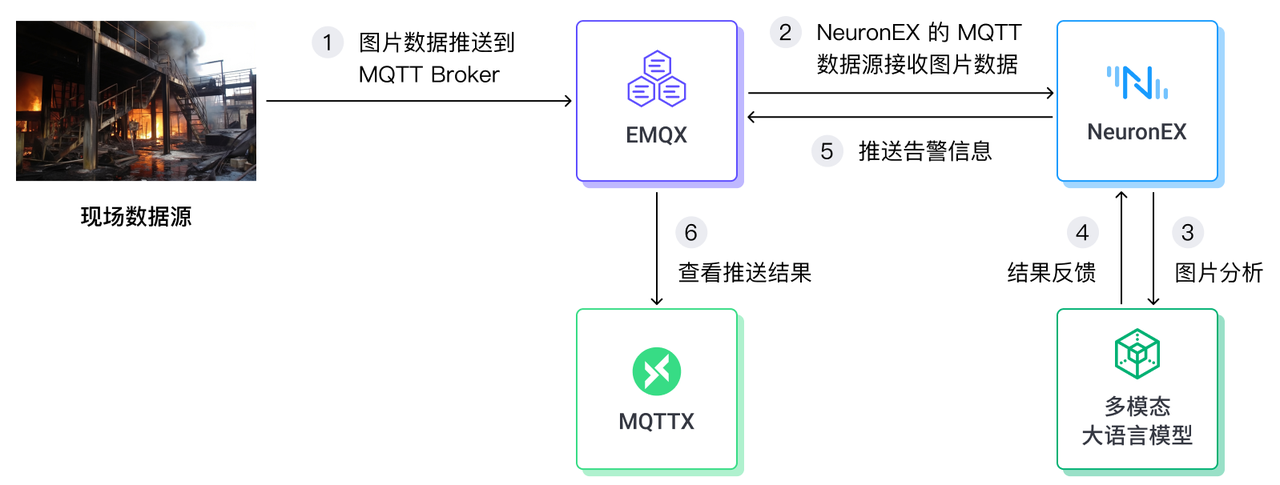 1
图片数据推送到
MQTT Broker
现场数据源
EMQX
2
NeuronEX 的 MQTT
数据源接收图片数据
5
推送告警信息
NeuronEX
6
查看推送结果
4
结果反馈
3
图片分析
MQTTX
多模态
大语言模型